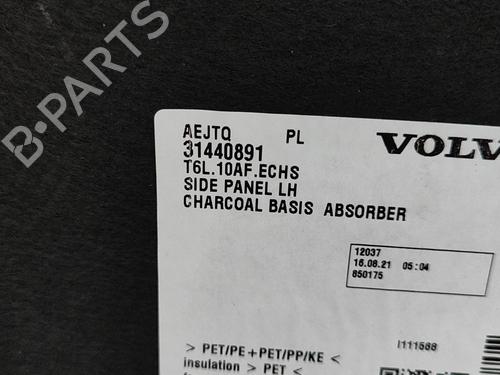 B-PARTS
AEJTQ PL
31440891
T6L.10AF.ECHS
SIDE PANEL LH
CHARCOAL BASIS ABSORBER
VOLV
12037
16.08.21 05:04
850175
I111568
> PET/PE+PET/PP/KE <
insulation > PET <